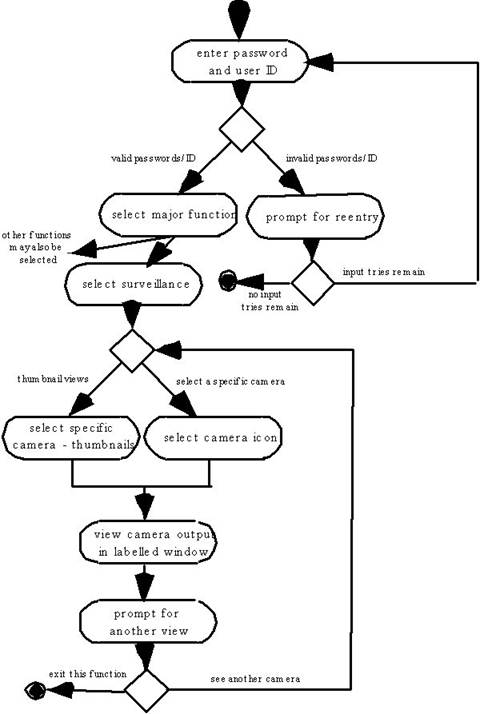 enter password
and user ID
valid passwords/ID
invalid passwords/ID
select major function
prompt for reentry
other functions
may also be
selected
input tries remain
select surveillance
no input
tries remain
thumbnail views
select a specific camera
select specific
camera - thumbnails
select camera icon
view camera output
in labelled window
prompt for
another view
exit this function
see another camera